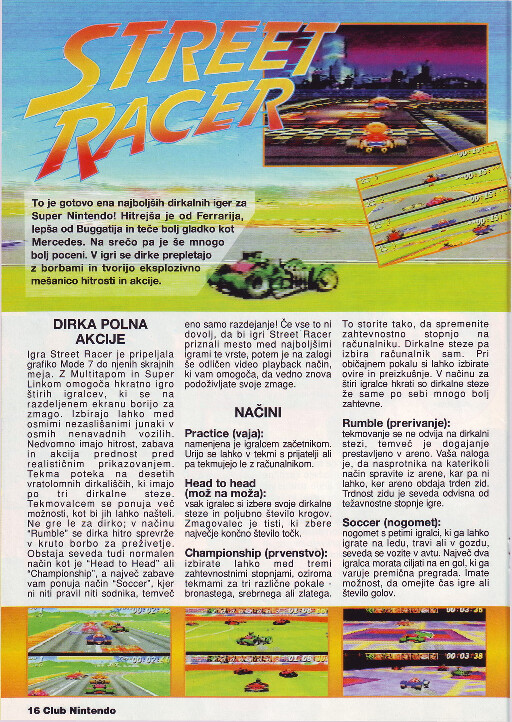 STREET
RACER
To je gotovo ena najboljših dirkalnih iger za
Super Nintendo! Hitrejša je od Ferrarija,
lepša od Buggatija in teče bolj gladko kot
Mercedes. Na srečo pa je še mnogo
bolj poceni. V igri se dirke prepletajo
z borbami in tvorijo eksplozivno
mešanico hitrosti in akcije.
DIRKA POLNA
AKCIJE
Igra Street Racer je pripeljala
grafiko Mode 7 do njenih skrajnih
meja. Z Multitapom in Super
Linkom omogoča hkratno igro
štirih igralcev, ki se na
razdeljenem ekranu borijo za
zmago. Izbirajo lahko med
osmimi nezaslišanimi junaki v
osmih nenavadnih vozilih.
Nedvomno imajo hitrost, zabava
in akcija prednost pred
realističnim prikazovanjem.
Tekma poteka na desetih
vratolomnih dirkališčih, ki imajo
po tri dirkalne steze.
Tekmovalcem se ponuja več
možnosti, kot bi jih lahko našteli.
Ne gre le za dirko; v načinu
"Rumble" se dirka hitro sprevrže
v kruto borbo za preživetje.
Obstaja seveda tudi normalen
način kot je "Head to Head" ali
"Championship", a največ zabave
vam ponuja način "Soccer", kjer
ni niti pravil niti sodnika, temveč
eno samo razdejanje! Če vse to ni
dovolj, da bi igri Street Racer
priznali mesto med najboljšimi
igrami te vrste, potem je na zalogi
še odličen video playback način,
ki vam omogoča, da vedno znova
podoživljate svoje zmage.
NAČINI
Practice (vaja):
namenjena je igralcem začetnikom.
Urijo se lahko v tekmi s prijatelji ali
pa tekmujejo le z računalnikom.
Head to head
(mož na moža):
vsak igralec si izbere svoje dirkalne
steze in poljubno število krogov.
Zmagovalec je tisti, ki zbere
največje končno število točk.
Championship (prvenstvo):
izbirate lahko med tremi
zahtevnostnimi stopnjami, oziroma
tekmami za tri različne pokale -
bronastega, srebrnega ali zlatega.
To storite tako, da spremenite
zahtevnostno stopnjo na
računalniku. Dirkalne steze pa
izbira računalnik sam. Pri
običajnem pokalu si lahko izbirate
ovire in preizkušnje. V načinu za
štiri igralce hkrati so dirkalne steze
že same po sebi mnogo bolj
zahtevne.
Rumble (prerivanje):
tekmovanje se ne odvija na dirkalni
stezi, temveč je dogajanje
prestavljeno v areno. Vaša naloga
je, da nasprotnika na katerikoli
način spravite iz arene, kar pa ni
lahko, ker areno obdaja trden zid.
Trdnost zidu je seveda odvisna od
težavnostne stopnje igre.
Soccer (nogomet):
nogomet s petimi igralci, ki ga lahko
igrate na ledu, travi ali v gozdu,
seveda se vozite v avtu. Največ dva
igralca morata ciljati na en gol, ki ga
varuje premična pregrada. Imate
možnost, da omejite čas igre ali
število golov.
00'03"38
00'03"38
16 Club Nintendo